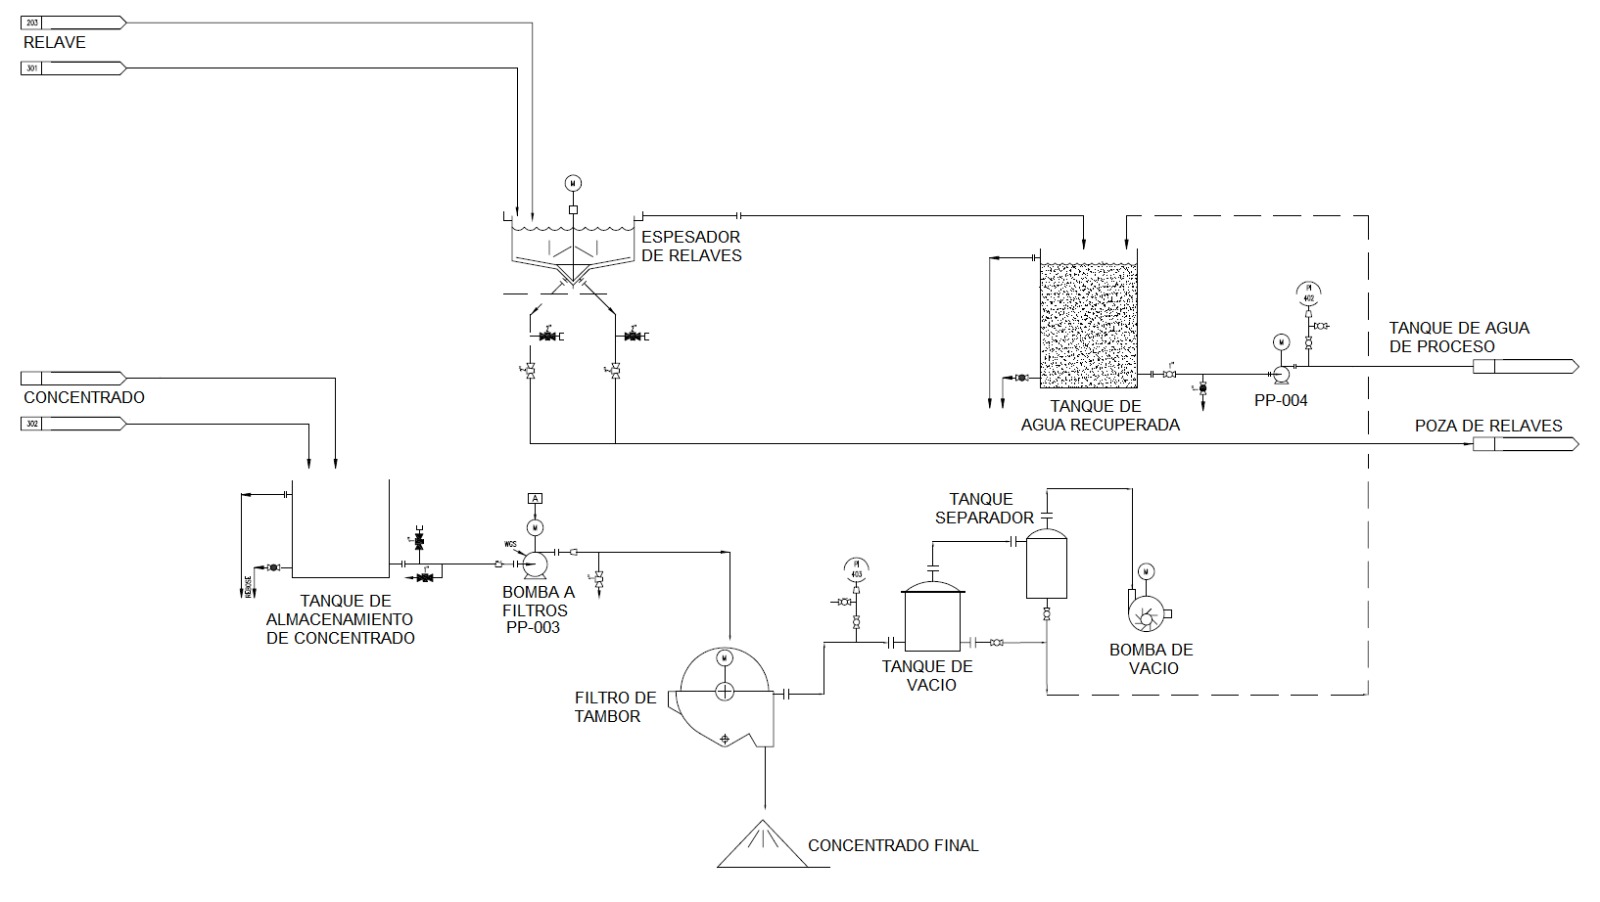 203
RELAVE
301
M
ESPESADOR
DE RELAVES
PI
402
M
TANQUE DE AGUA
DE PROCESO
PP-004
TANQUE DE
AGUA RECUPERADA
POZA DE RELAVES
CONCENTRADO
302
REBOSE
TANQUE DE
ALMACENAMIENTO
DE CONCENTRADO
A
M
WGS
BOMBA A
FILTROS
PP-003
TANQUE
SEPARADOR
PI
403
TANQUE DE
VACIO
M
BOMBA DE
VACIO
M
FILTRO DE
TAMBOR
CONCENTRADO FINAL